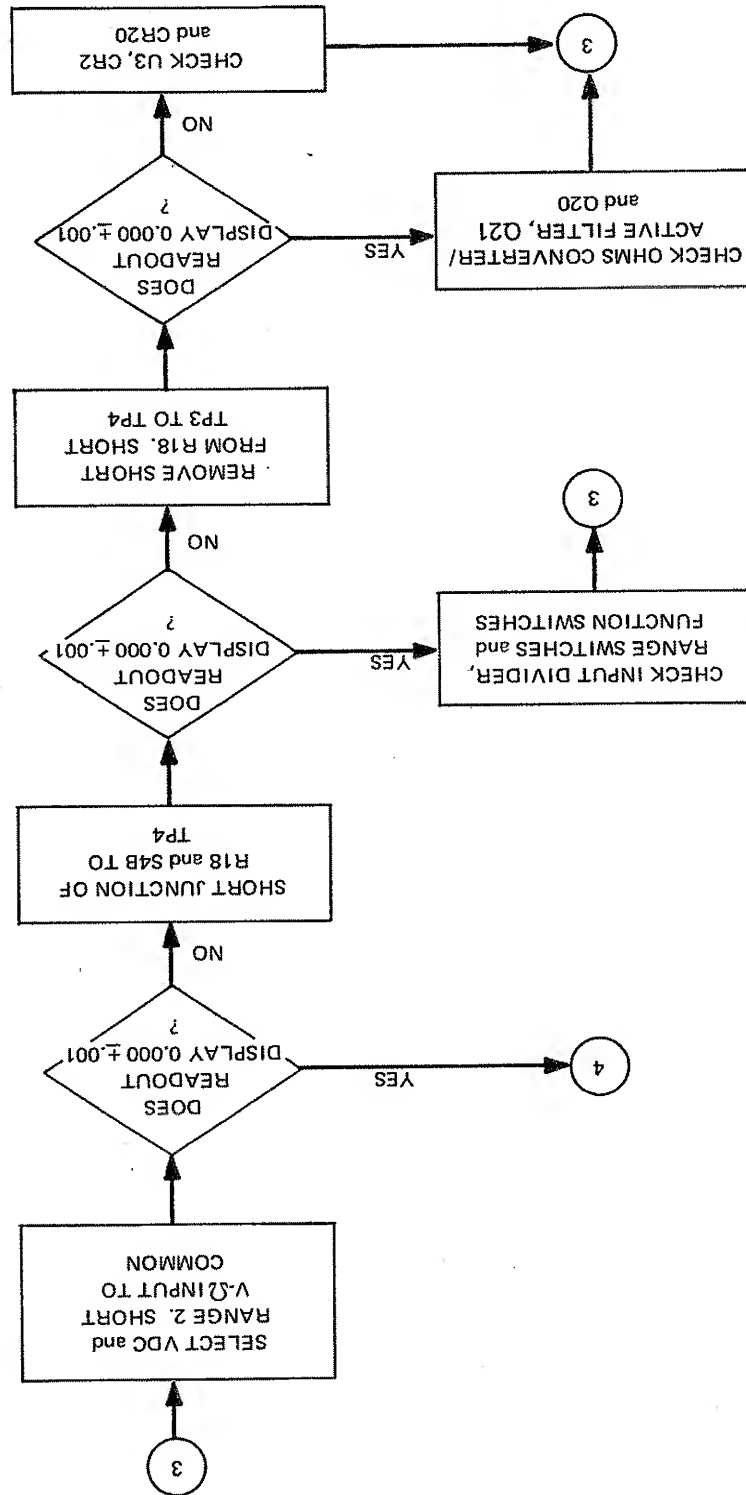 3
SELECT VDC and
RANGE 2. SHORT
V-Ω INPUT TO
COMMON
DOES
READOUT
DISPLAY 0.000 ±.001
?
YES
4
NO
SHORT JUNCTION OF
R18 and S4B TO
TP4
DOES
READOUT
DISPLAY 0.000 ±.001
?
YES
CHECK INPUT DIVIDER,
RANGE SWITCHES and
FUNCTION SWITCHES
3
NO
REMOVE SHORT
FROM R18. SHORT
TP3 TO TP4
DOES
READOUT
DISPLAY 0.000 ±.001
?
YES
CHECK OHMS CONVERTER/
ACTIVE FILTER, Q21
and Q20
NO
CHECK U3, CR2
and CR20
3